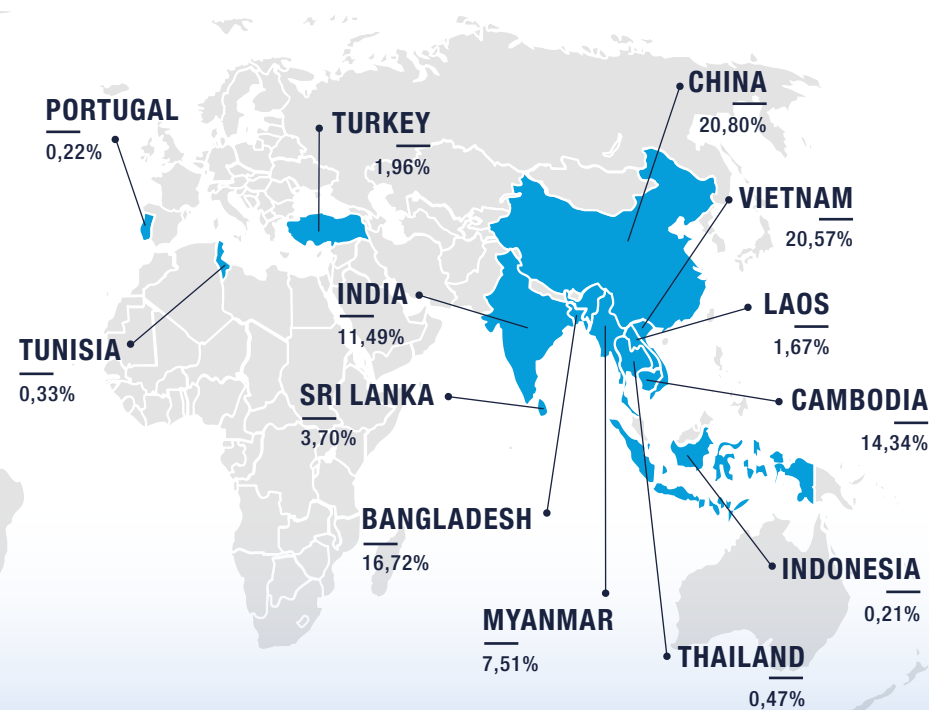 PORTUGAL
0,22%
TURKEY
1,96%
CHINA
20,80%
VIETNAM
20,57%
INDIA
11,49%
LAOS
1,67%
TUNISIA
0,33%
SRI LANKA
3,70%
CAMBODIA
14,34%
BANGLADESH
16,72%
INDONESIA
0,21%
MYANMAR
7,51%
THAILAND
0,47%